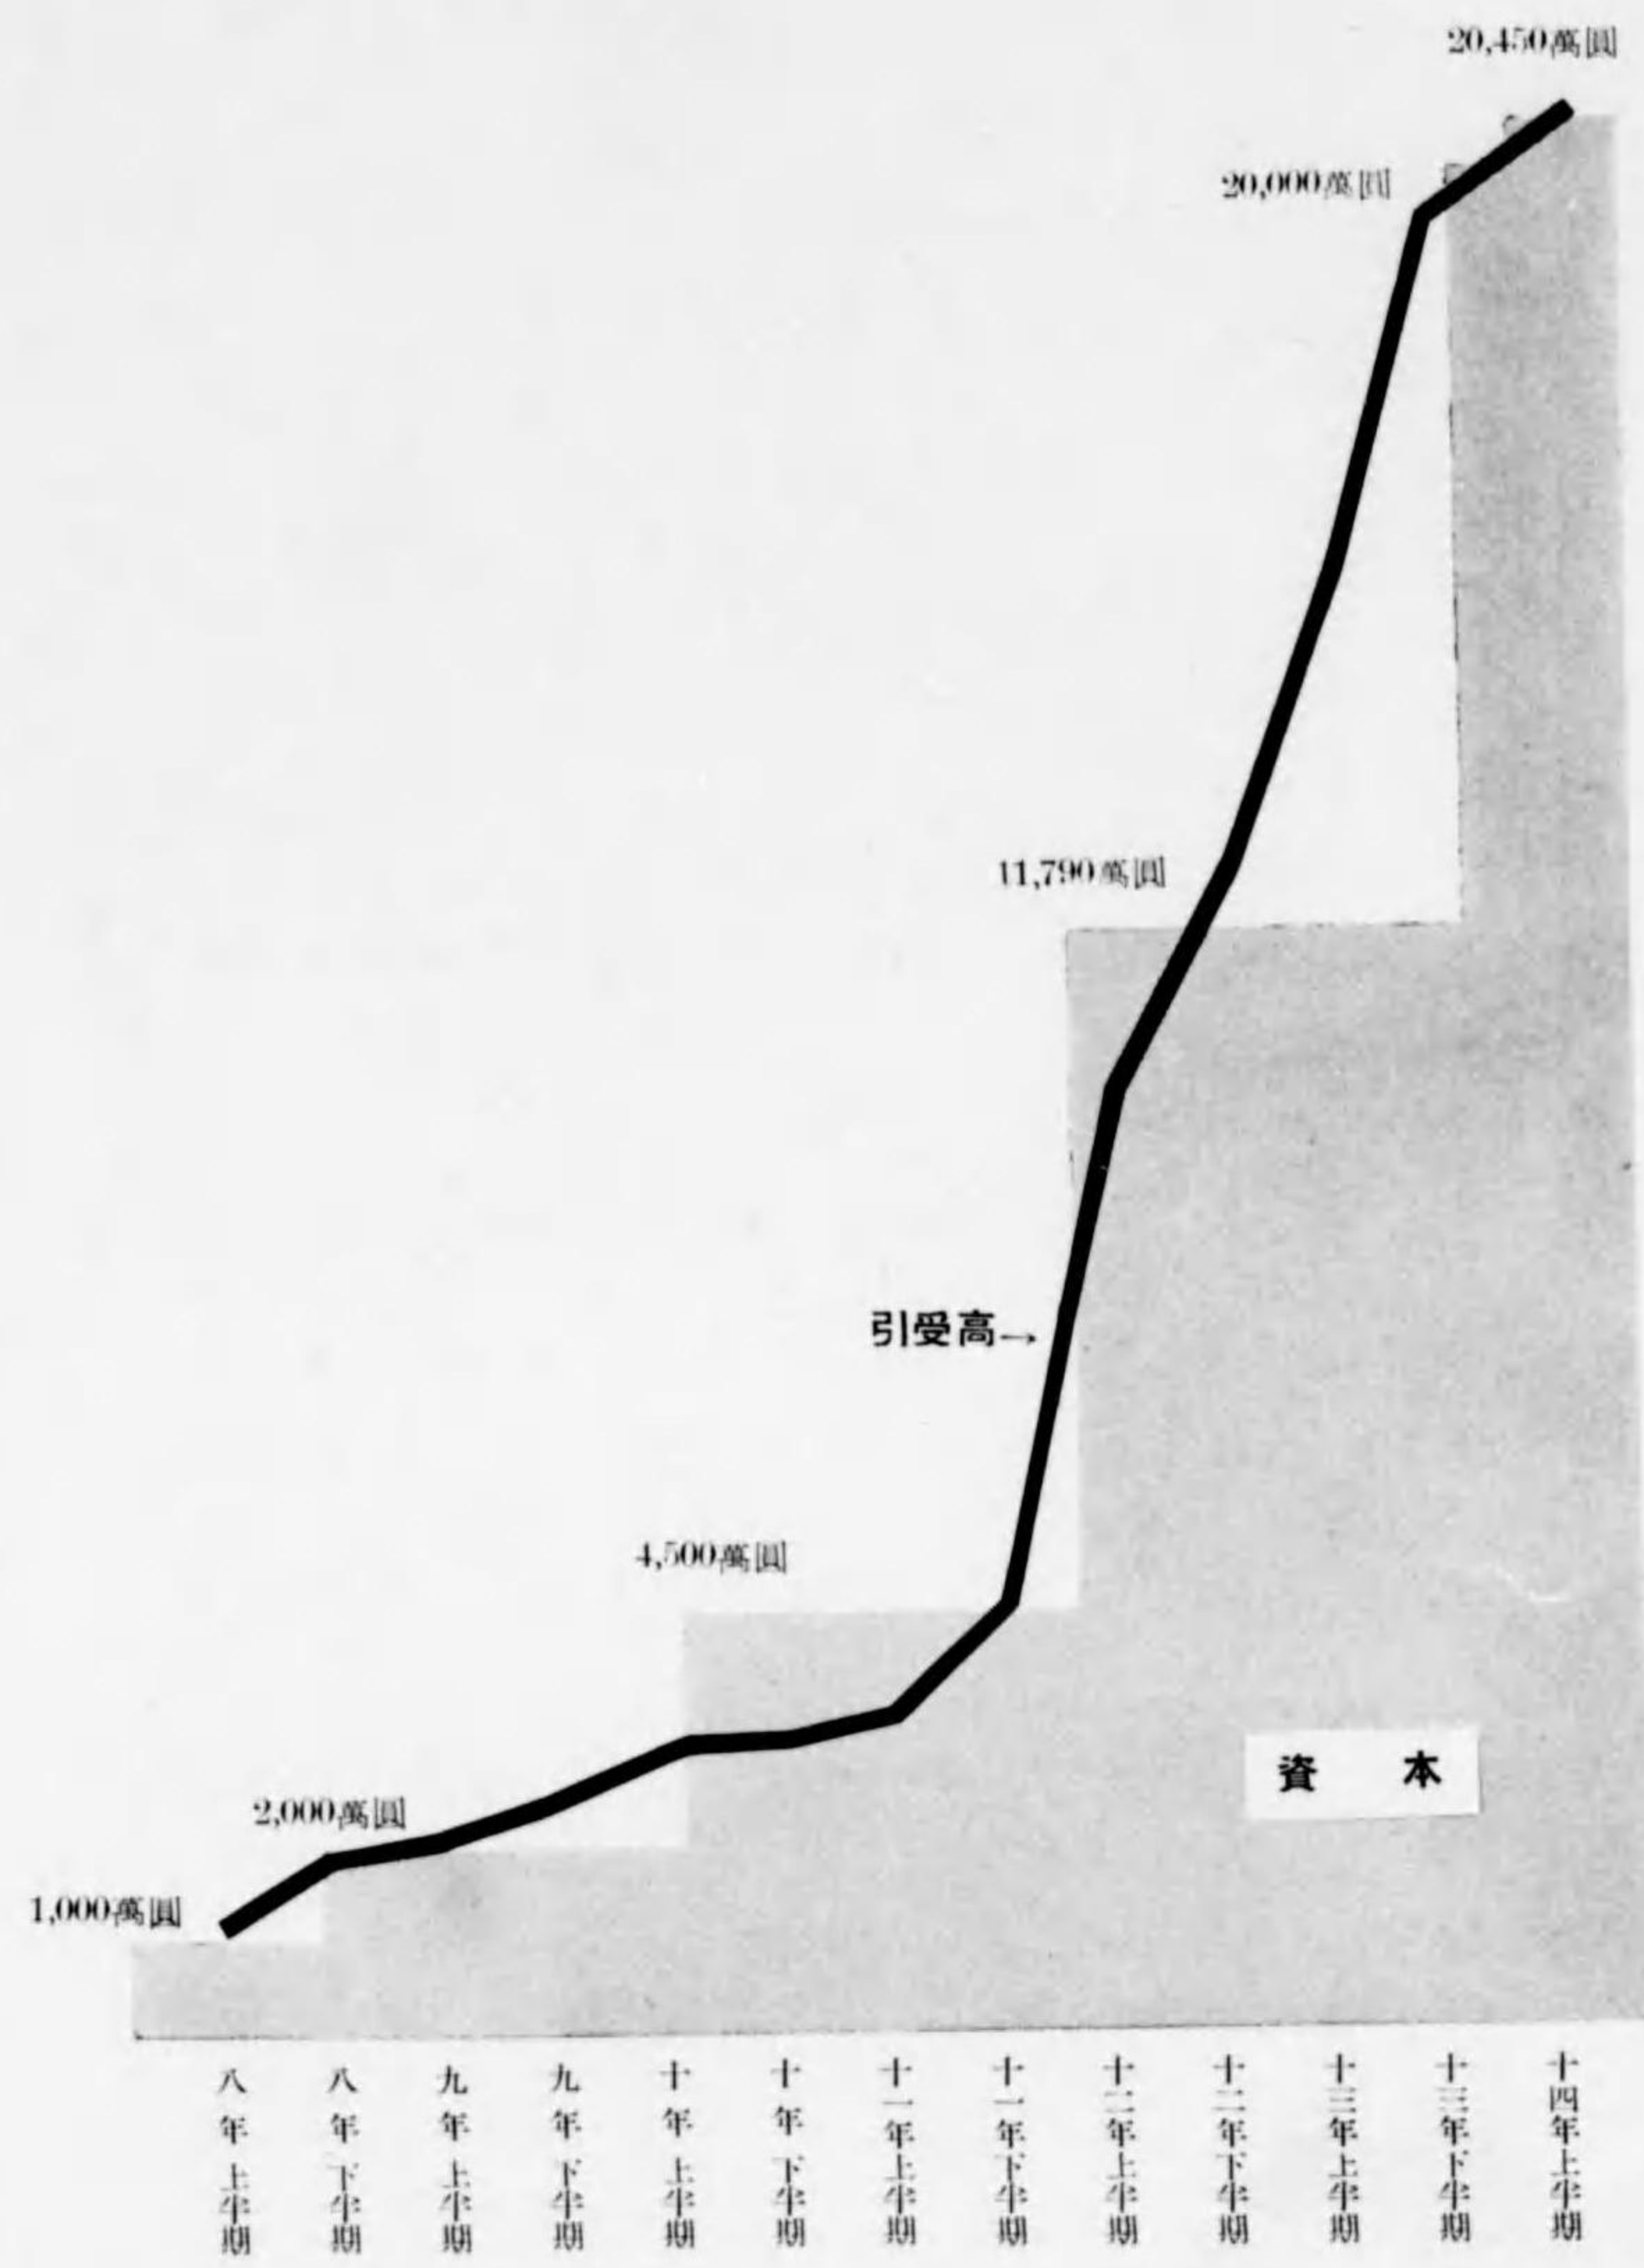 20,450萬圓
20,000萬圓
11,790萬圓
引受高→
4,500萬圓
資本
2,000萬圓
1,000萬圓
八年上半期
八年下半期
九年上半期
九年下半期
十年上半期
十年下半期
十一年上半期
十一年下半期
十二年上半期
十二年下半期
十三年上半期
十三年下半期
十四年上半期